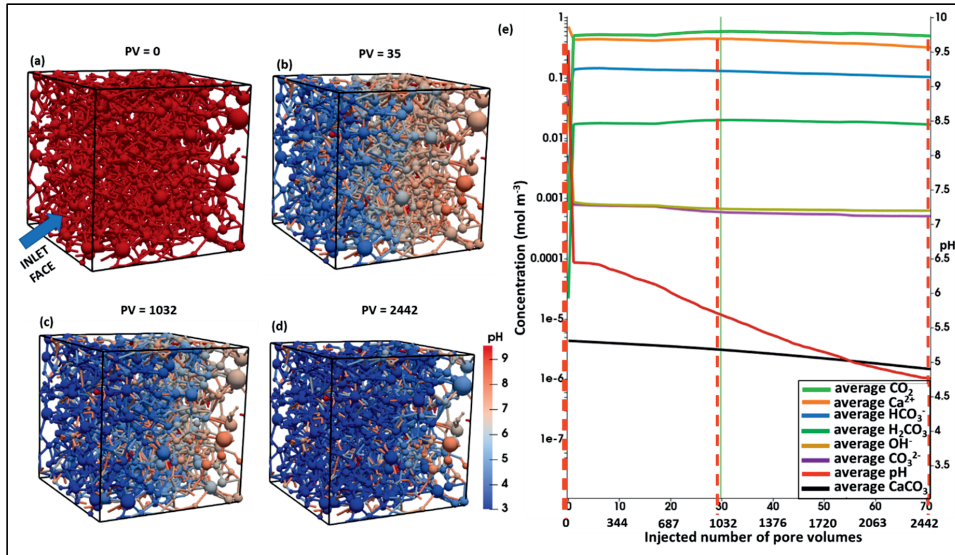 PV = 0
(a)
INLET
FACE
PV = 35
(b)
PV = 1032
(c)
PV = 2442
(d)
pH
9
8
7
6
5
4
3
(e)
Concentration (mol m⁻³)
1
0.1
0.01
0.001
0.0001
1e-5
1e-6
1e-7
10
9.5
9
8.5
8
7.5
7
6.5
6
5.5
5
4.5
4
3.5
pH
average CO₂
average Ca²⁺
average HCO₃⁻
average H₂CO₃
average OH⁻
average CO₃²⁻
average pH
average CaCO₃
0 10 20 30 40 50 60 70
0 344 687 1032 1376 1720 2063 2442
Injected number of pore volumes